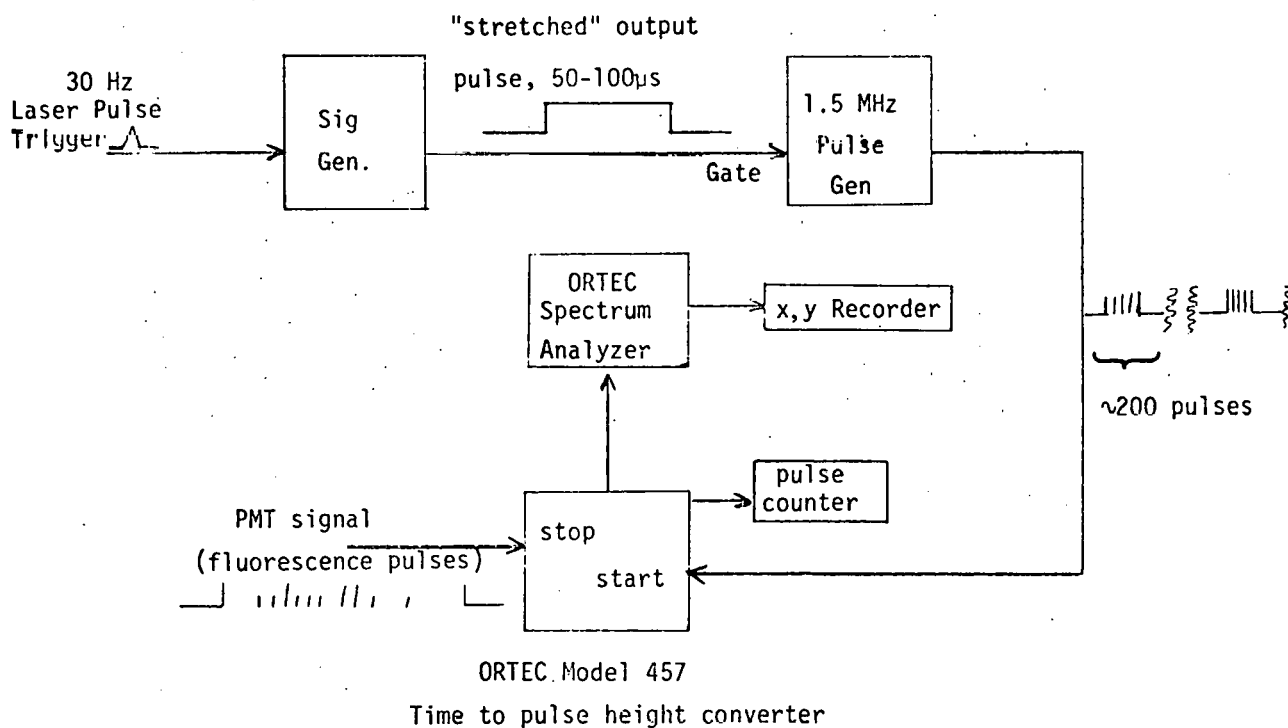 "stretched" output
pulse, 50-100μs
30 Hz
Laser Pulse
Trigger
Sig
Gen.
Gate
1.5 MHz
Pulse
Gen
ORTEC
Spectrum
Analyzer
x,y Recorder
~200 pulses
pulse
counter
PMT signal
(fluorescence pulses)
stop
start
ORTEC Model 457
Time to pulse height converter